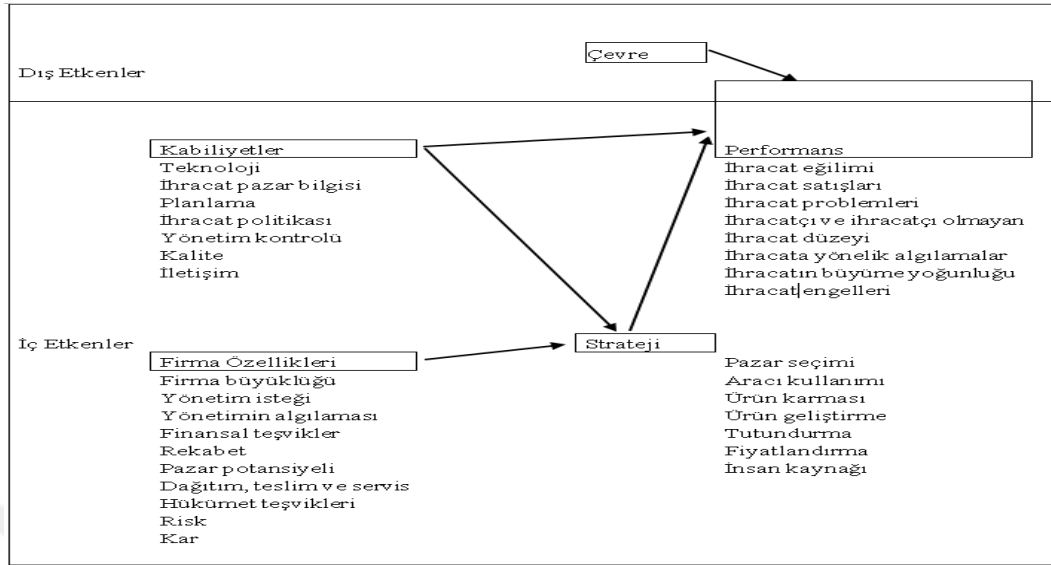 Çevre
Dış Etkenler
Kabiliyetler
Teknoloji
İhracat pazar bilgisi
Planlama
İhracat politikası
Yönetim kontrolü
Kalite
İletişim
Performans
İhracat eğilimi
İhracat satışları
İhracat problemleri
İhracatçı ve ihracatçı olmayan
İhracat düzeyi
İhracata yönelik algılamalar
İhracatın büyüme yoğunluğu
İhracat engelleri
İç Etkenler
Firma Özellikleri
Firma büyüklüğü
Yönetim isteği
Yönetimin algılaması
Finansal teşvikler
Rekabet
Pazar potansiyeli
Dağıtım, teslim ve servis
Hükümet teşvikleri
Risk
Kar
Strateji
Pazar seçimi
Aracı kullanımı
Ürün karması
Ürün geliştirme
Tutundurma
Fiyatlandırma
İnsan kaynağı